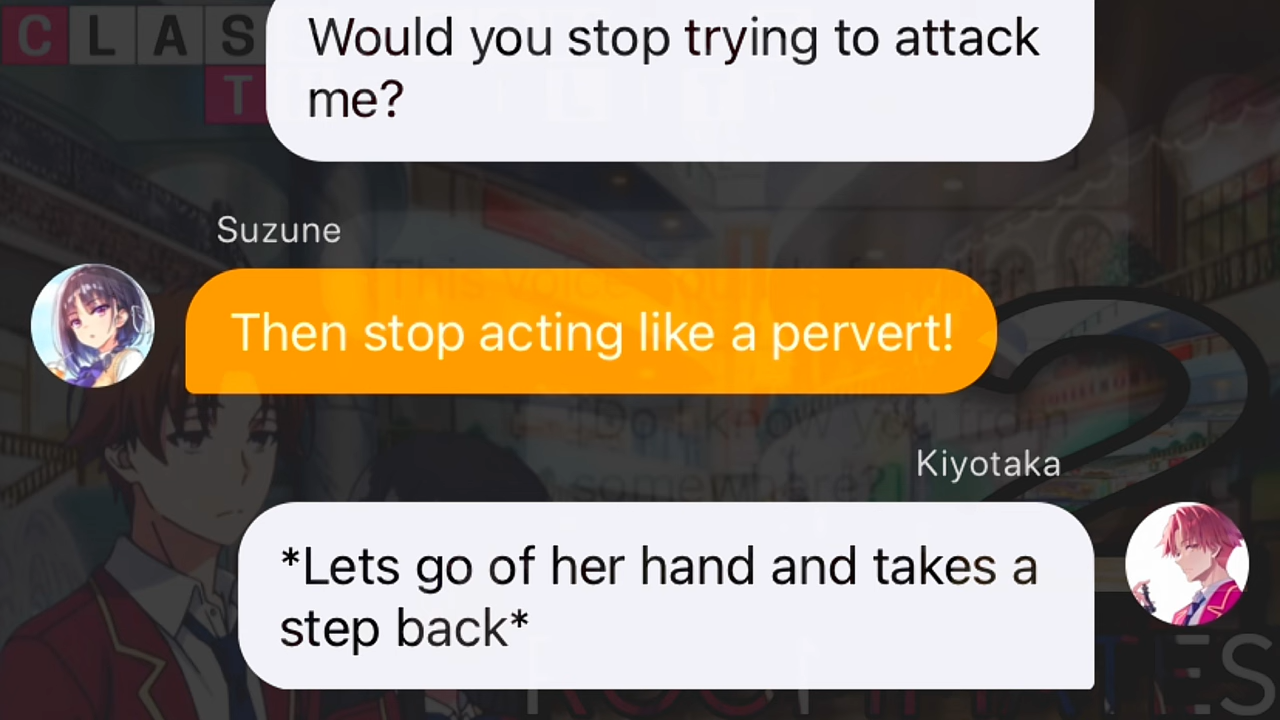 CLAS
T
Would you stop trying to attack
me?
Suzune
Then stop acting like a pervert!
Kiyotaka
*Lets go of her hand and takes a
step back*